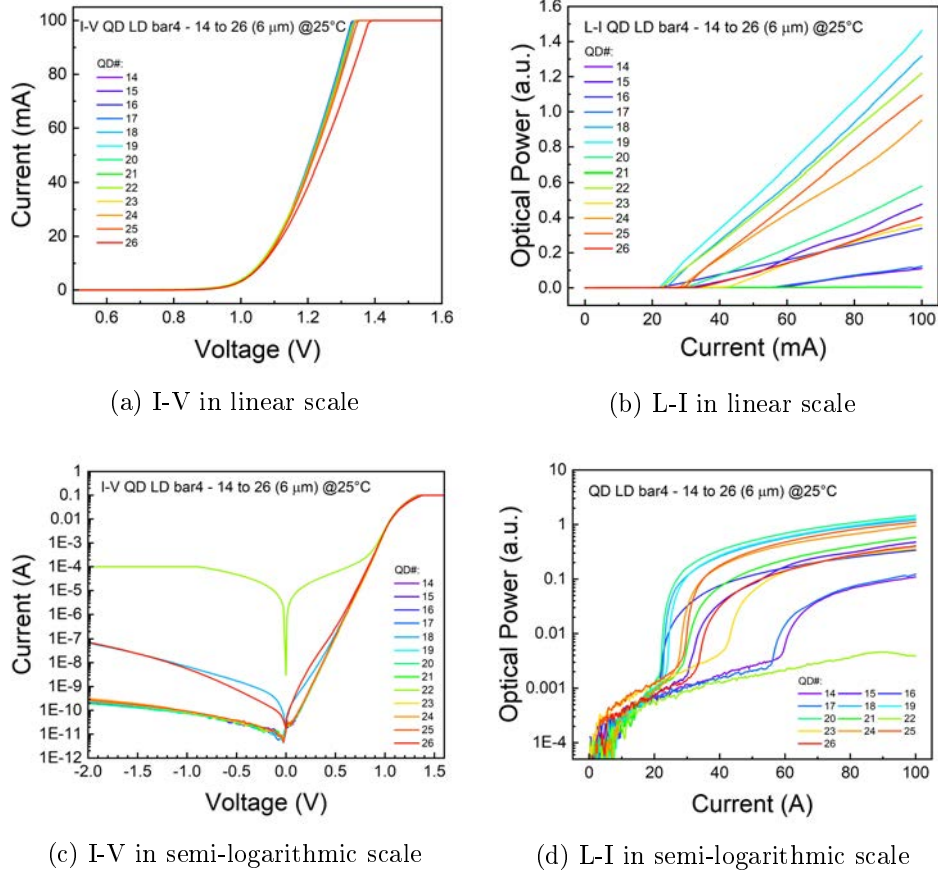 I-V QD LD bar4 - 14 to 26 (6 μm) @25°C
QD#:
14
15
16
17
18
19
20
21
22
23
24
25
26
100
80
60
40
20
0
Current (mA)
0.6
0.8
1.0
1.2
1.4
1.6
Voltage (V)
(a) I-V in linear scale
L-I QD LD bar4 - 14 to 26 (6 μm) @25°C
QD#:
14
15
16
17
18
19
20
21
22
23
24
25
26
1.6
1.4
1.2
1.0
0.8
0.6
0.4
0.2
0.0
Optical Power (a.u.)
0
20
40
60
80
100
Current (mA)
(b) L-I in linear scale
I-V QD LD bar4 - 14 to 26 (6 μm) @25°C
QD#:
14
15
16
17
18
19
20
21
22
23
24
25
26
1
0.1
0.01
0.001
1E-4
1E-5
1E-6
1E-7
1E-8
1E-9
1E-10
1E-11
1E-12
Current (A)
-2.0
-1.5
-1.0
-0.5
0.0
0.5
1.0
1.5
Voltage (V)
(c) I-V in semi-logarithmic scale
QD LD bar4 - 14 to 26 (6 μm) @25°C
QD#:
14 15 16
17 18 19
20 21 22
23 24 25
26
10
1
0.1
0.01
0.001
1E-4
Optical Power (a.u.)
0
20
40
60
80
100
Current (A)
(d) L-I in semi-logarithmic scale